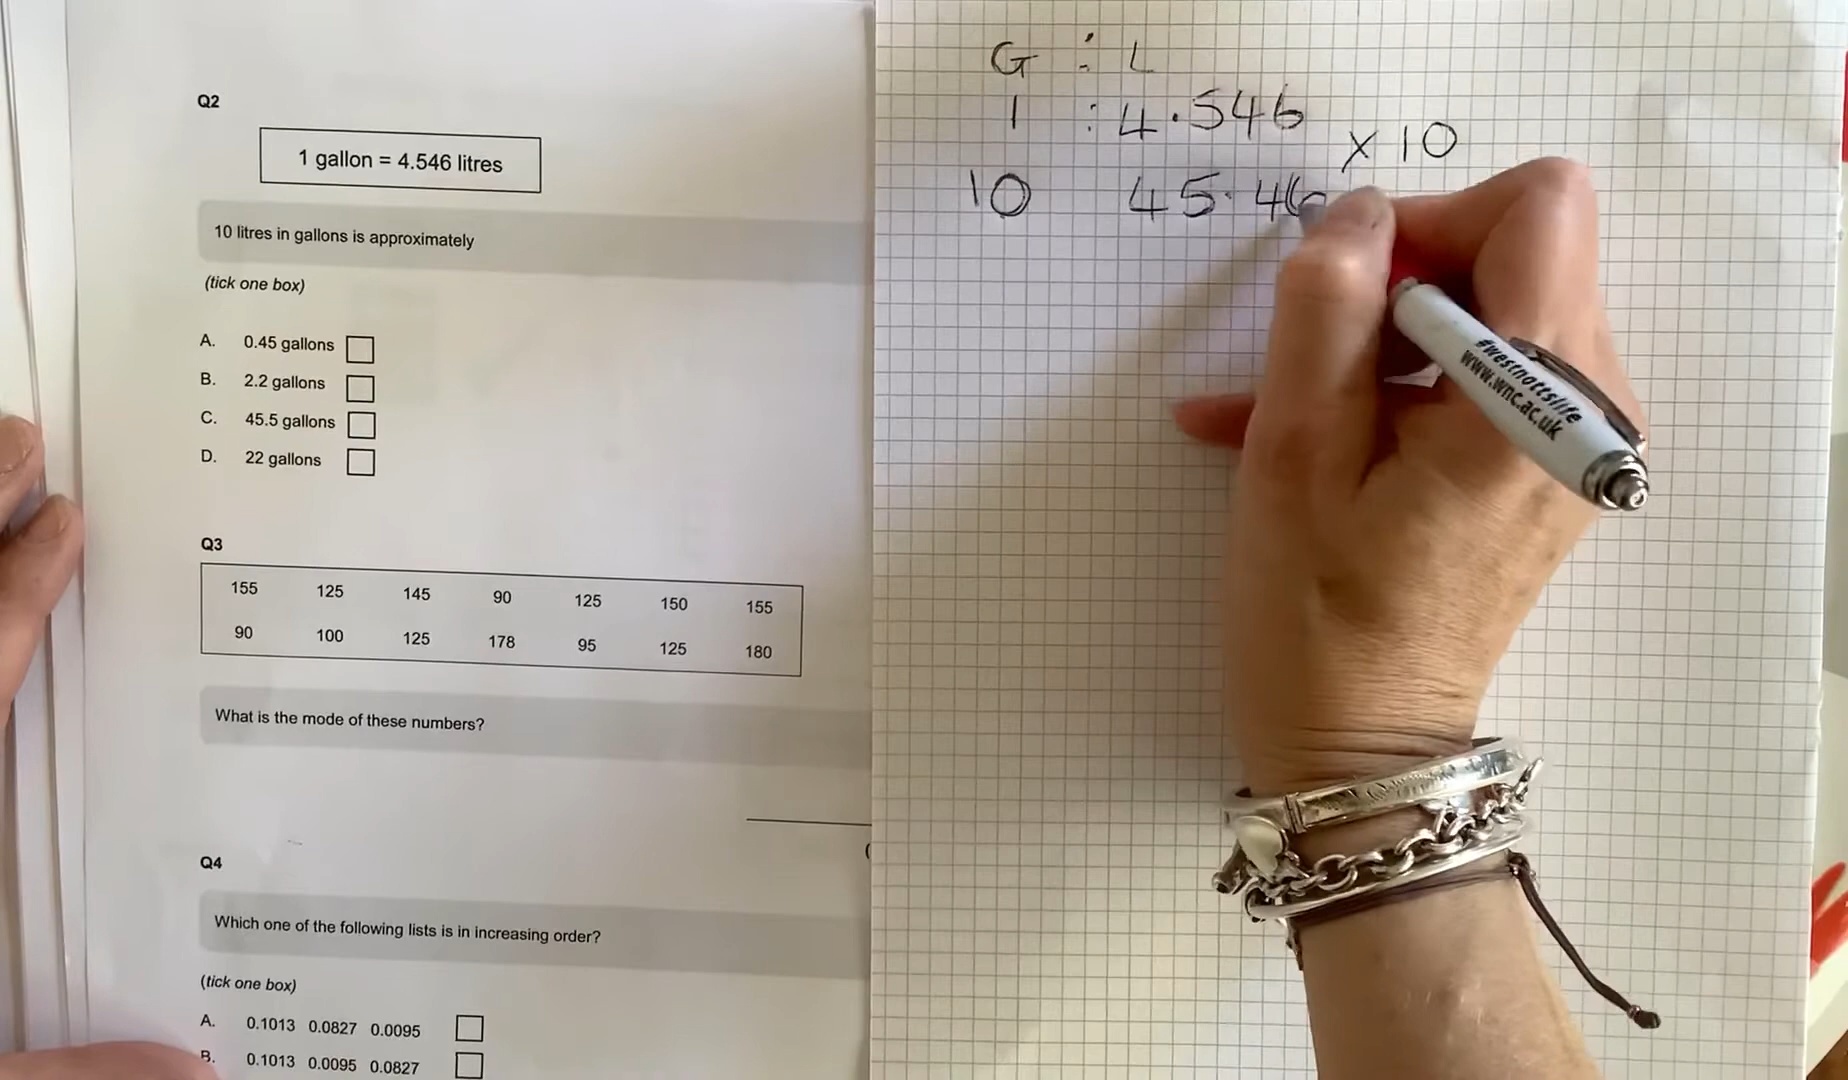 Q2
1 gallon = 4.546 litres
10 litres in gallons is approximately
(tick one box)
A. 0.45 gallons
B. 2.2 gallons
C. 45.5 gallons
D. 22 gallons
Q3
155 125 145 90 125 150 155
90 100 125 178 95 125 180
What is the mode of these numbers?
(
Q4
Which one of the following lists is in increasing order?
(tick one box)
A. 0.1013 0.0827 0.0095
B. 0.1013 0.0095 0.0827
G : L
1 : 4.546
x 10
10 45.46
#westnottslife
www.wnc.ac.uk